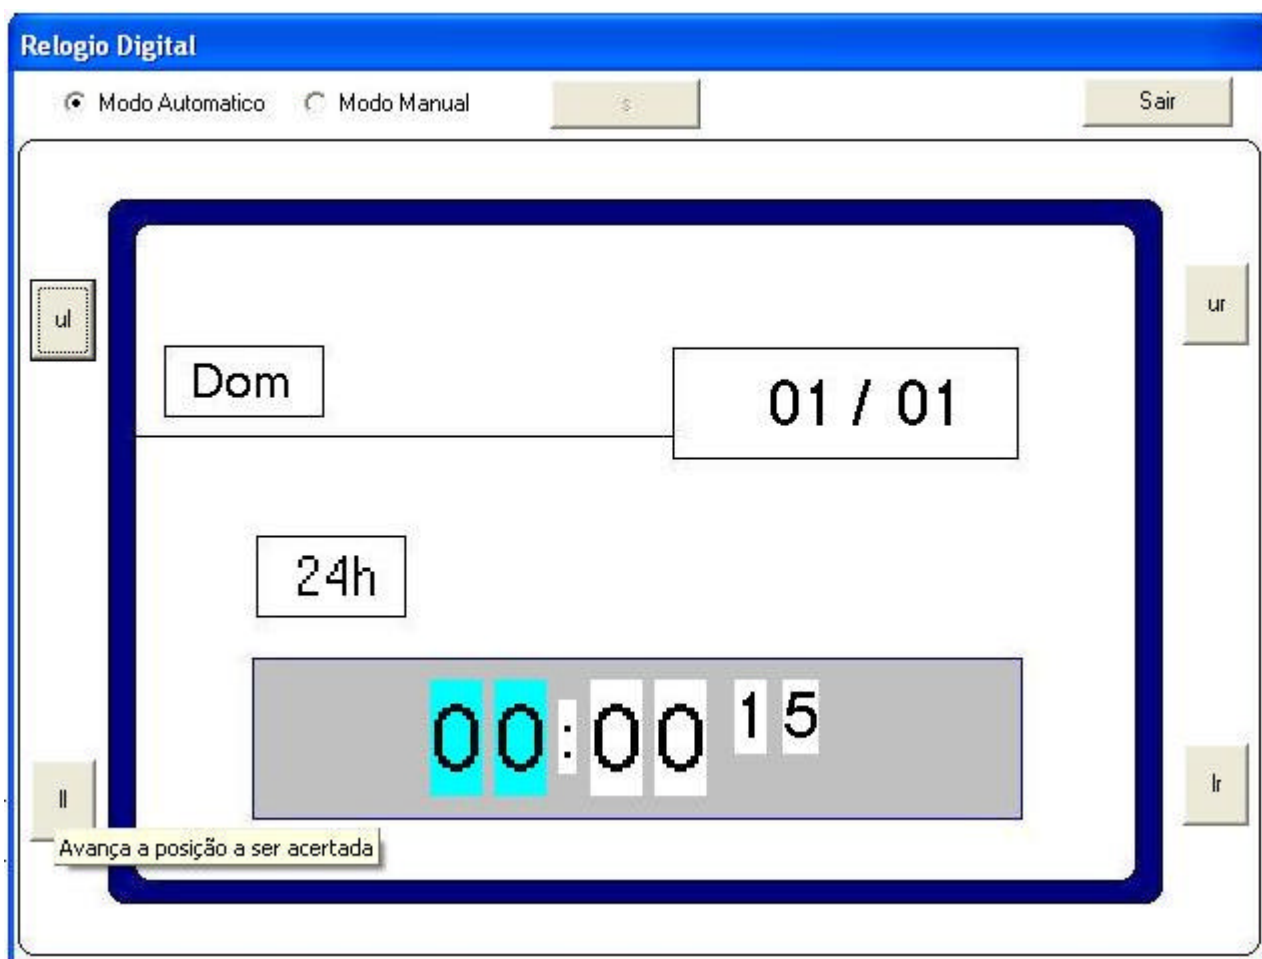 Relogio Digital
Modo Automatico Modo Manual s Sair
ul ur
Dom 01 / 01
24h
00:00 15
ll lr
Avança a posição a ser acertada